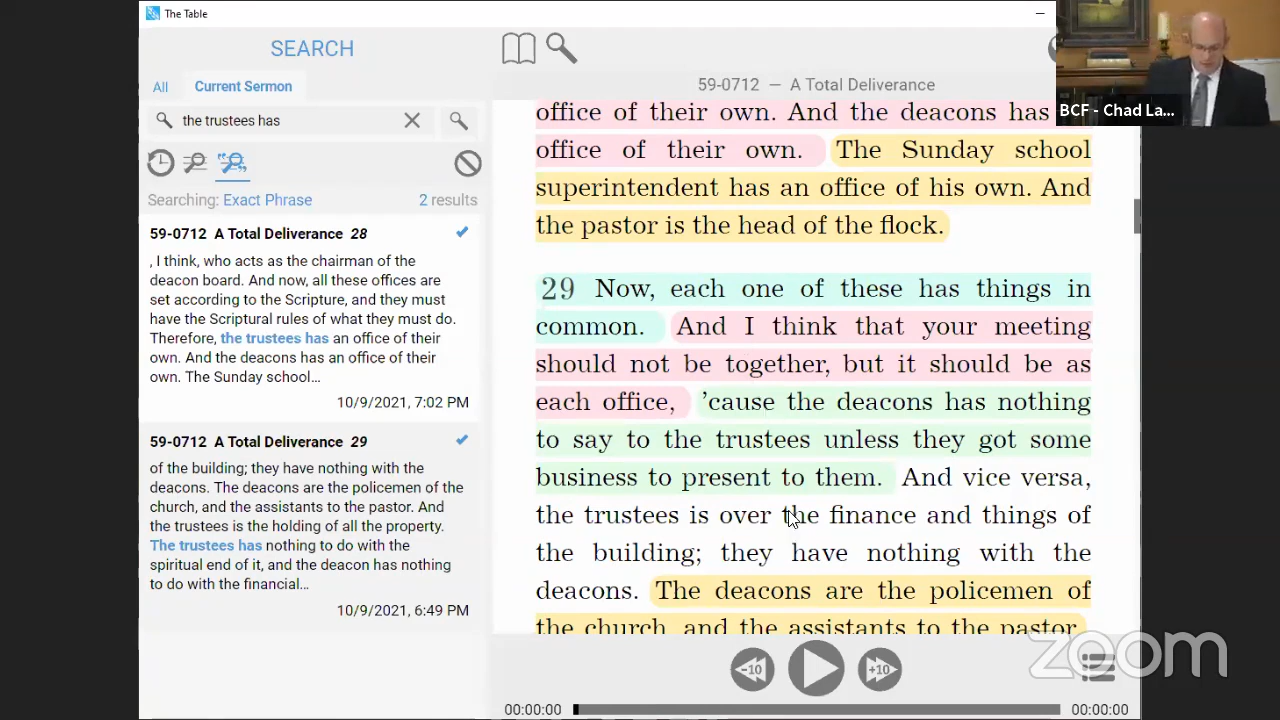 The Table
SEARCH
All
Current Sermon
the trustees has
Searching: Exact Phrase
2 results
59-0712 A Total Deliverance 28
, I think, who acts as the chairman of the
deacon board. And now, all these offices are
set according to the Scripture, and they must
have the Scriptural rules of what they must do.
Therefore, the trustees has an office of their
own. And the deacons has an office of their
own. The Sunday school...
10/9/2021, 7:02 PM
59-0712 A Total Deliverance 29
of the building; they have nothing with the
deacons. The deacons are the policemen of the
church, and the assistants to the pastor. And
the trustees is the holding of all the property.
The trustees has nothing to do with the
spiritual end of it, and the deacon has nothing
to do with the financial...
10/9/2021, 6:49 PM
59-0712 — A Total Deliverance
office of their own. And the deacons has
office of their own. The Sunday school
superintendent has an office of his own. And
the pastor is the head of the flock.
29 Now, each one of these has things in
common. And I think that your meeting
should not be together, but it should be as
each office, ’cause the deacons has nothing
to say to the trustees unless they got some
business to present to them. And vice versa,
the trustees is over the finance and things of
the building; they have nothing with the
deacons. The deacons are the policemen of
the church, and the assistants to the pastor.
-10
+10
00:00:00
00:00:00
BCF - Chad La...
zoom